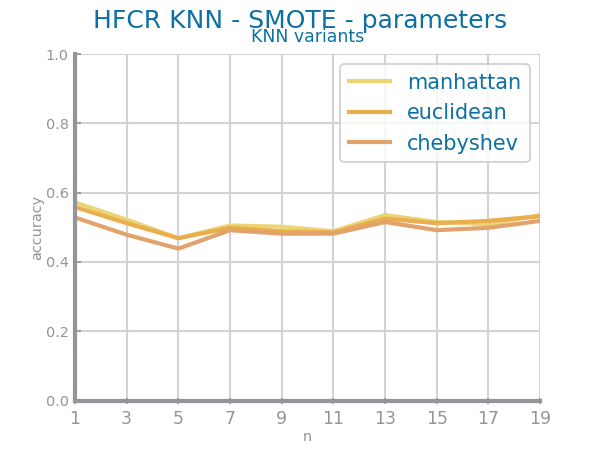 HFCR KNN - SMOTE - parameters
KNN variants
manhattan
euclidean
chebyshev
accuracy
1.0
0.8
0.6
0.4
0.2
0.0
1 3 5 7 9 11 13 15 17 19
n